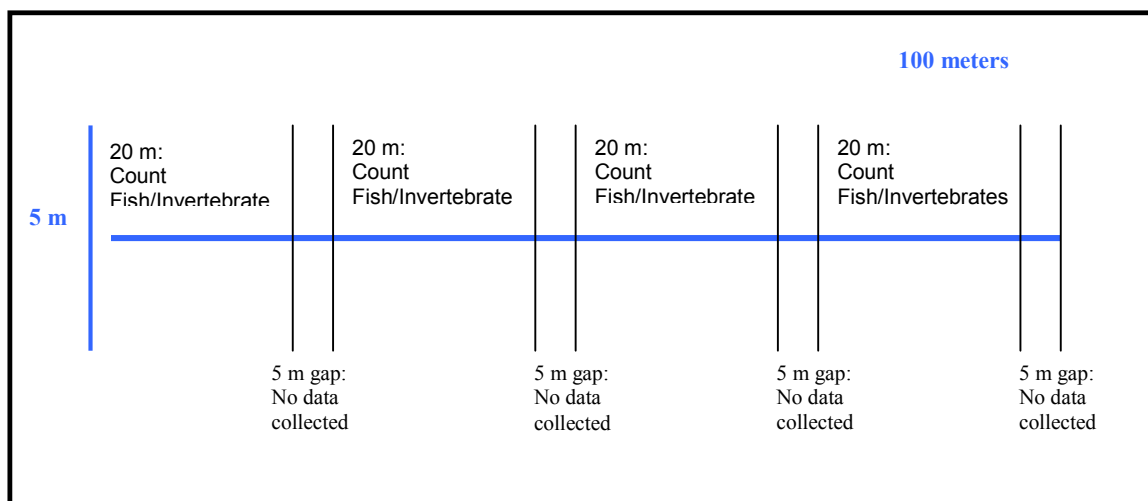 100 meters
20 m:
Count
Fish/Invertebrate
20 m:
Count
Fish/Invertebrate
20 m:
Count
Fish/Invertebrate
20 m:
Count
Fish/Invertebrates
5 m
5 m gap:
No data
collected
5 m gap:
No data
collected
5 m gap:
No data
collected
5 m gap:
No data
collected